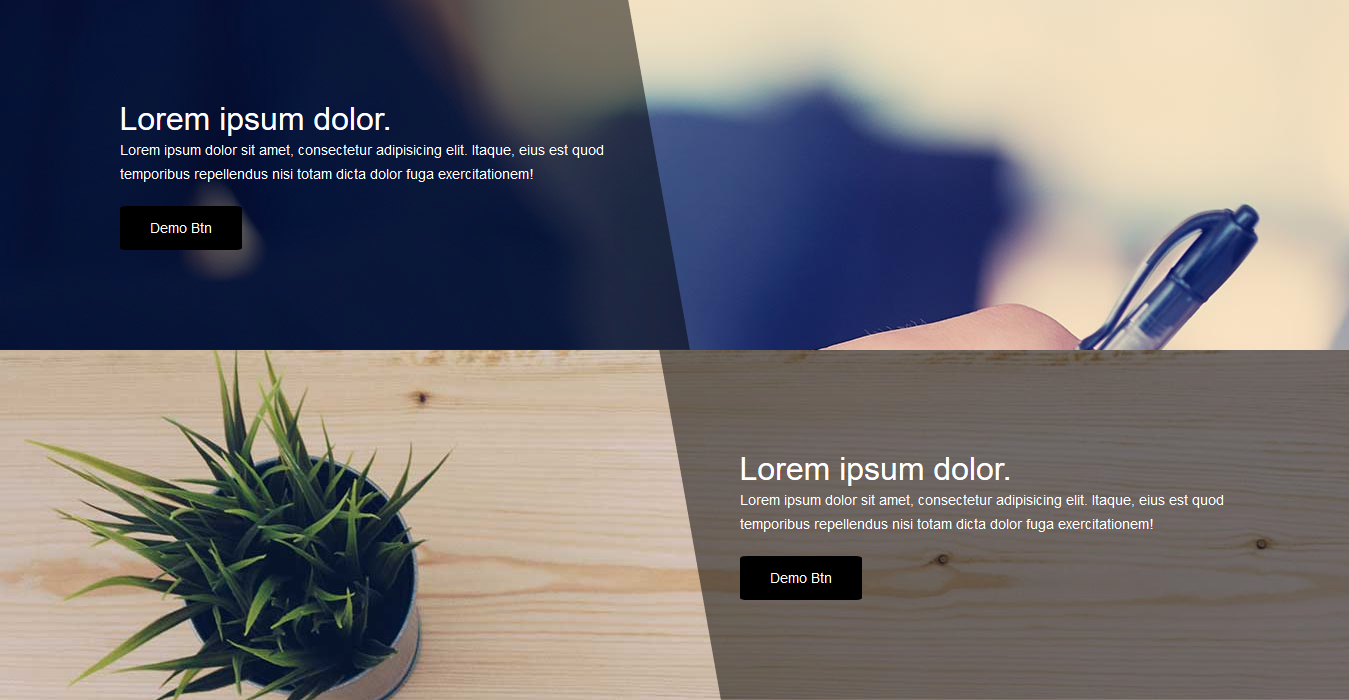 Lorem ipsum dolor.
Lorem ipsum dolor sit amet, consectetur adipisicing elit. Itaque, eius est quod
temporibus repellendus nisi totam dicta dolor fuga exercitationem!
Demo Btn
Lorem ipsum dolor.
Lorem ipsum dolor sit amet, consectetur adipisicing elit. Itaque, eius est quod
temporibus repellendus nisi totam dicta dolor fuga exercitationem!
Demo Btn